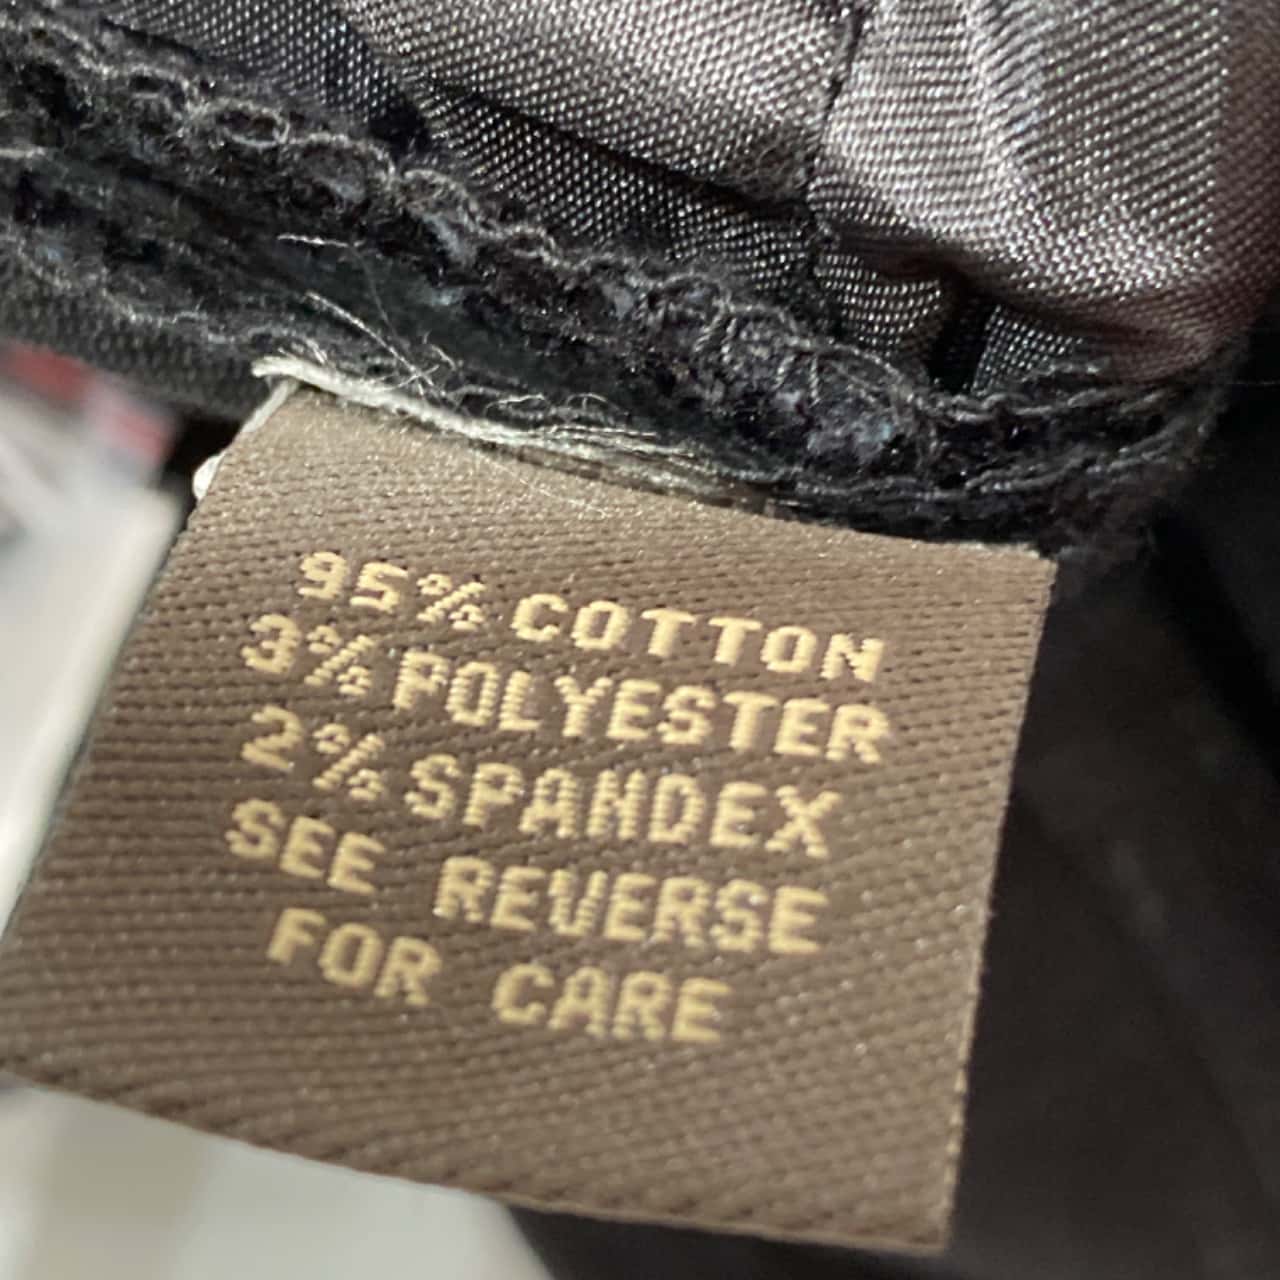 95% COTTON
3% POLYESTER
2% SPANDEX
SEE REVERSE
FOR CARE